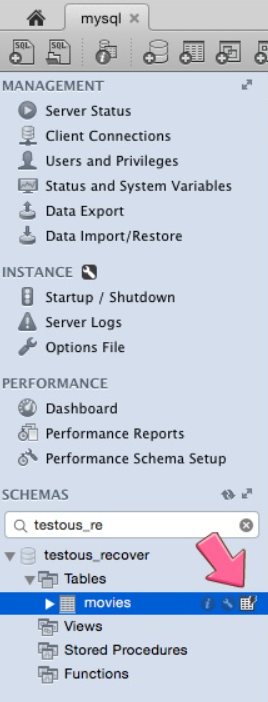 mysql
SQL SQL
MANAGEMENT
Server Status
Client Connections
Users and Privileges
Status and System Variables
Data Export
Data Import/Restore
INSTANCE
Startup / Shutdown
Server Logs
Options File
PERFORMANCE
Dashboard
Performance Reports
Performance Schema Setup
SCHEMAS
testous_re
testous_recover
Tables
movies
Views
Stored Procedures
Functions